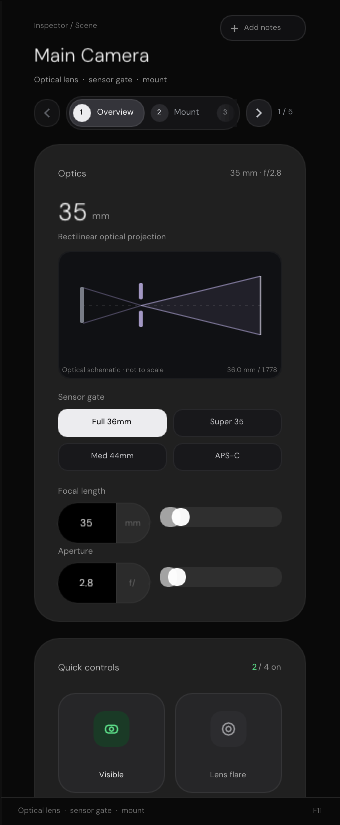 Inspector / Scene
Add notes
Main Camera
Optical lens · sensor gate · mount
1 Overview 2 Mount 3
1 / 5
Optics
35 mm · f/2.8
35 mm
Rectilinear optical projection
Optical schematic · not to scale
36.0 mm / 1.778
Sensor gate
Full 36mm
Super 35
Med 44mm
APS-C
Focal length
35 mm
Aperture
2.8 f/
Quick controls
2 / 4 on
Visible
Lens flare
Optical lens · sensor gate · mount